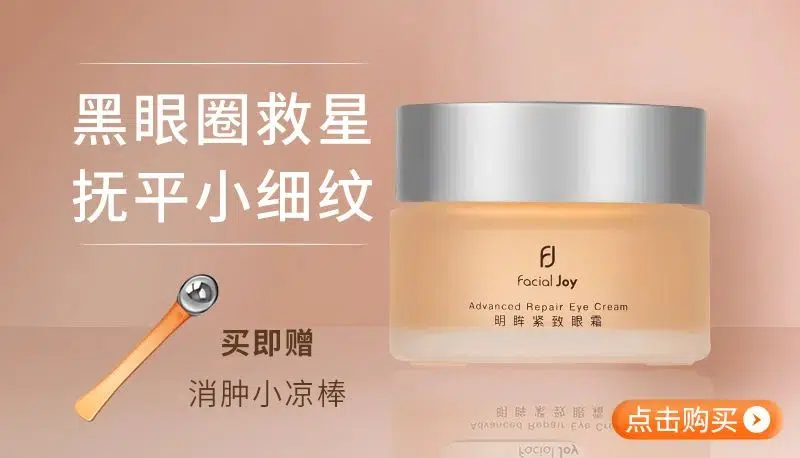 黑眼圈救星
抚平小细纹
买即赠
消肿小凉棒
FJ
Facial Joy
Advanced Repair Eye Cream
明眸紧致眼霜
点击购买